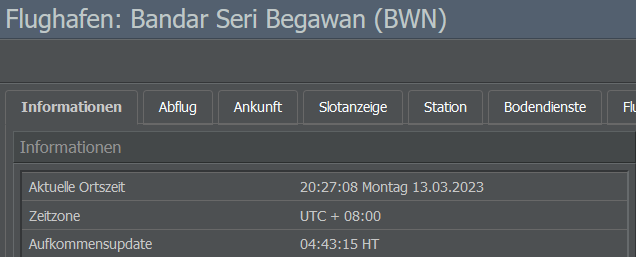 Flughafen: Bandar Seri Begawan (BWN)
Informationen Abflug Ankunft Slotanzeige Station Bodendienste
Informationen
Aktuelle Ortszeit 20:27:08 Montag 13.03.2023
Zeitzone UTC + 08:00
Aufkommensupdate 04:43:15 HT